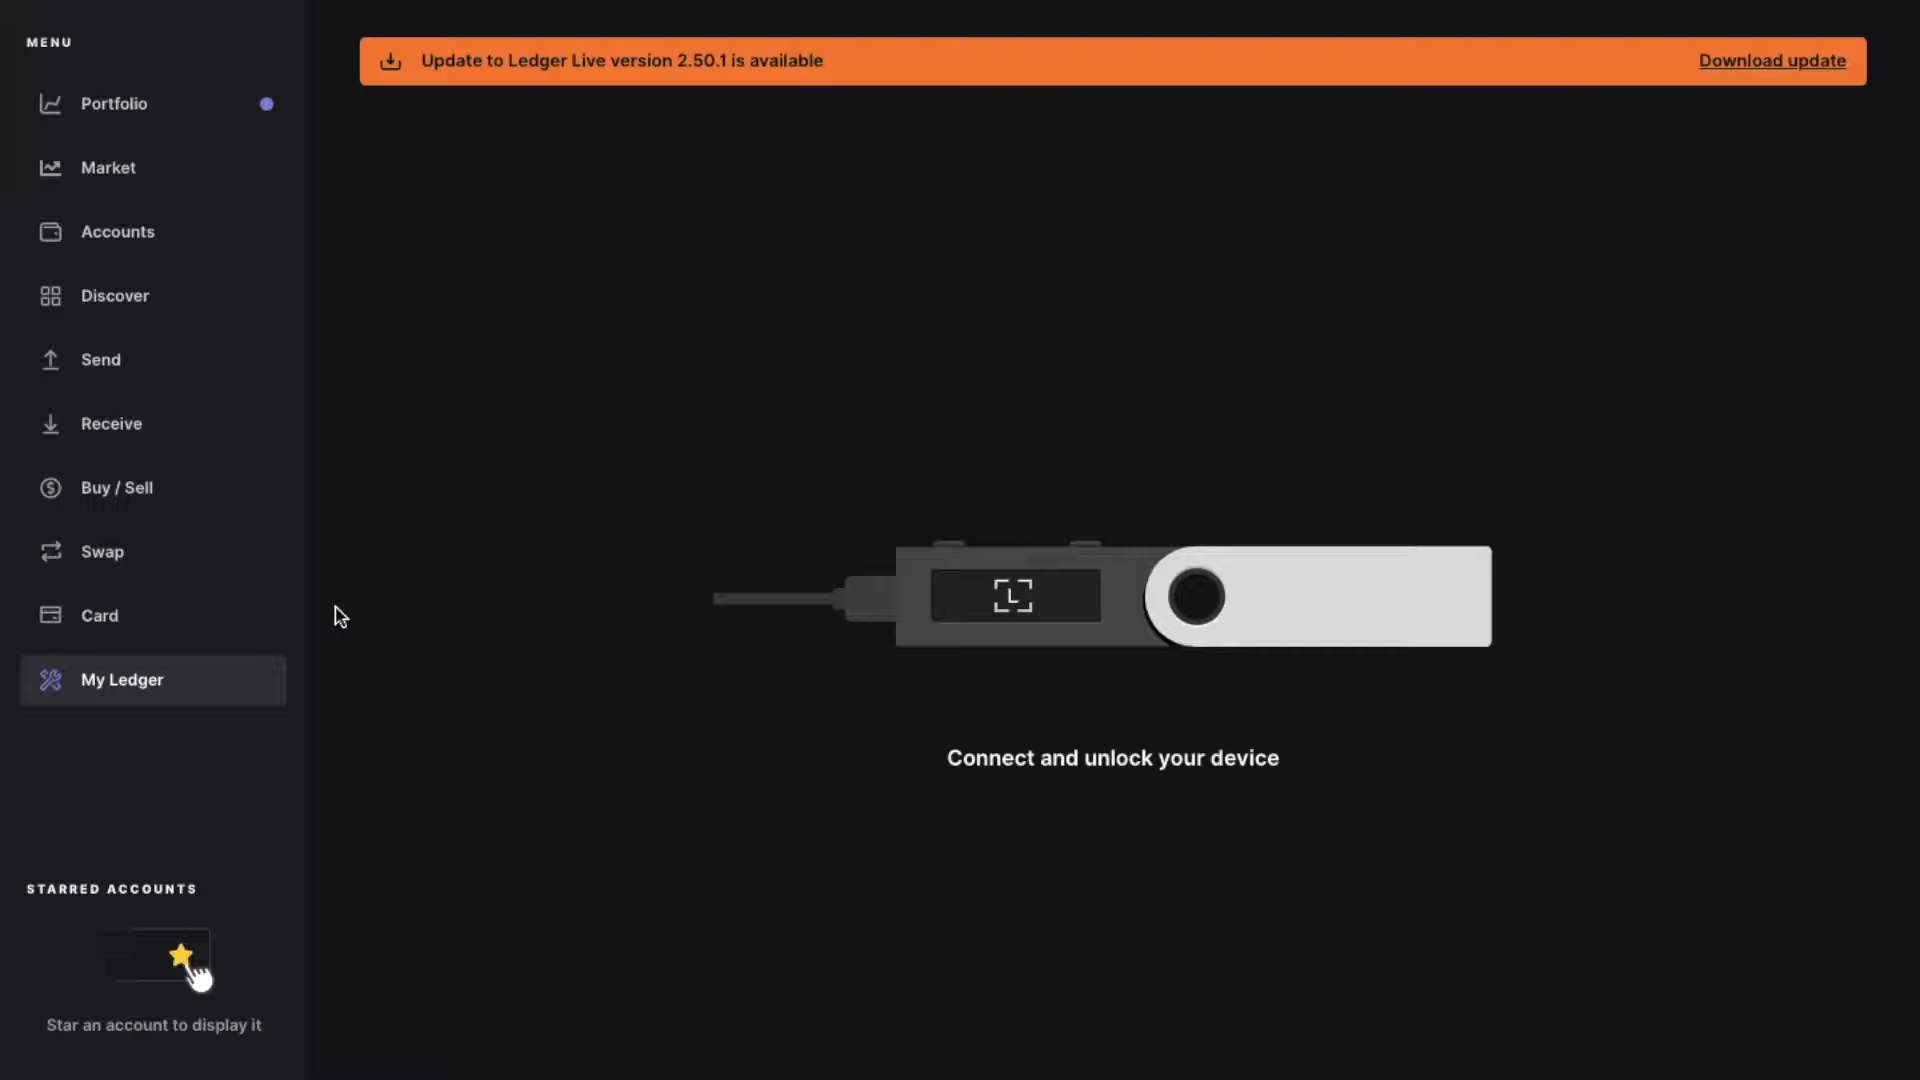 MENU
Portfolio
Market
Accounts
Discover
Send
Receive
Buy / Sell
Swap
Card
My Ledger
STARRED ACCOUNTS
Star an account to display it
Update to Ledger Live version 2.50.1 is available
Download update
L
Connect and unlock your device